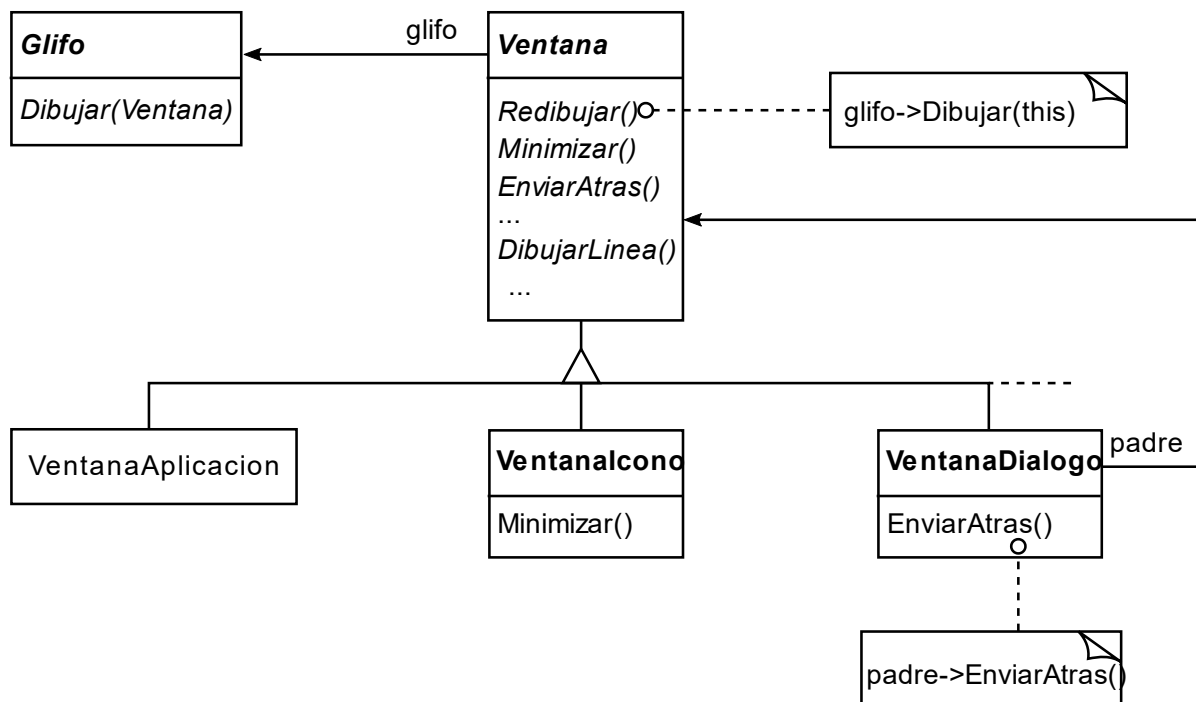 Glifo
Dibujar(Ventana)
glifo
Ventana
Redibujar()
Minimizar()
EnviarAtras()
...
DibujarLinea()
...
glifo->Dibujar(this)
VentanaAplicacion
VentanaIcono
Minimizar()
VentanaDialogo
EnviarAtras()
padre
padre->EnviarAtras()